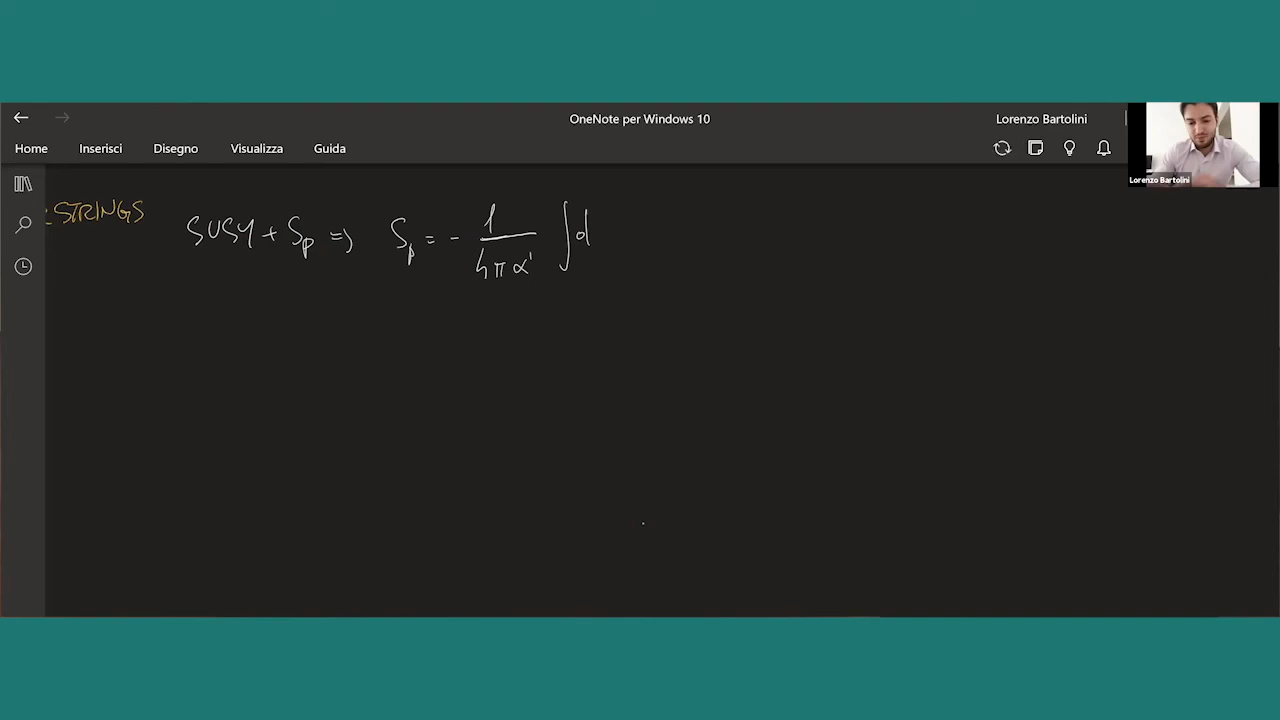 OneNote per Windows 10
Lorenzo Bartolini
Home Inserisci Disegno Visualizza Guida
Lorenzo Bartolini
: STRINGS
SUSY + S_p ⇒ S_p = - 1/(4πα') ∫d